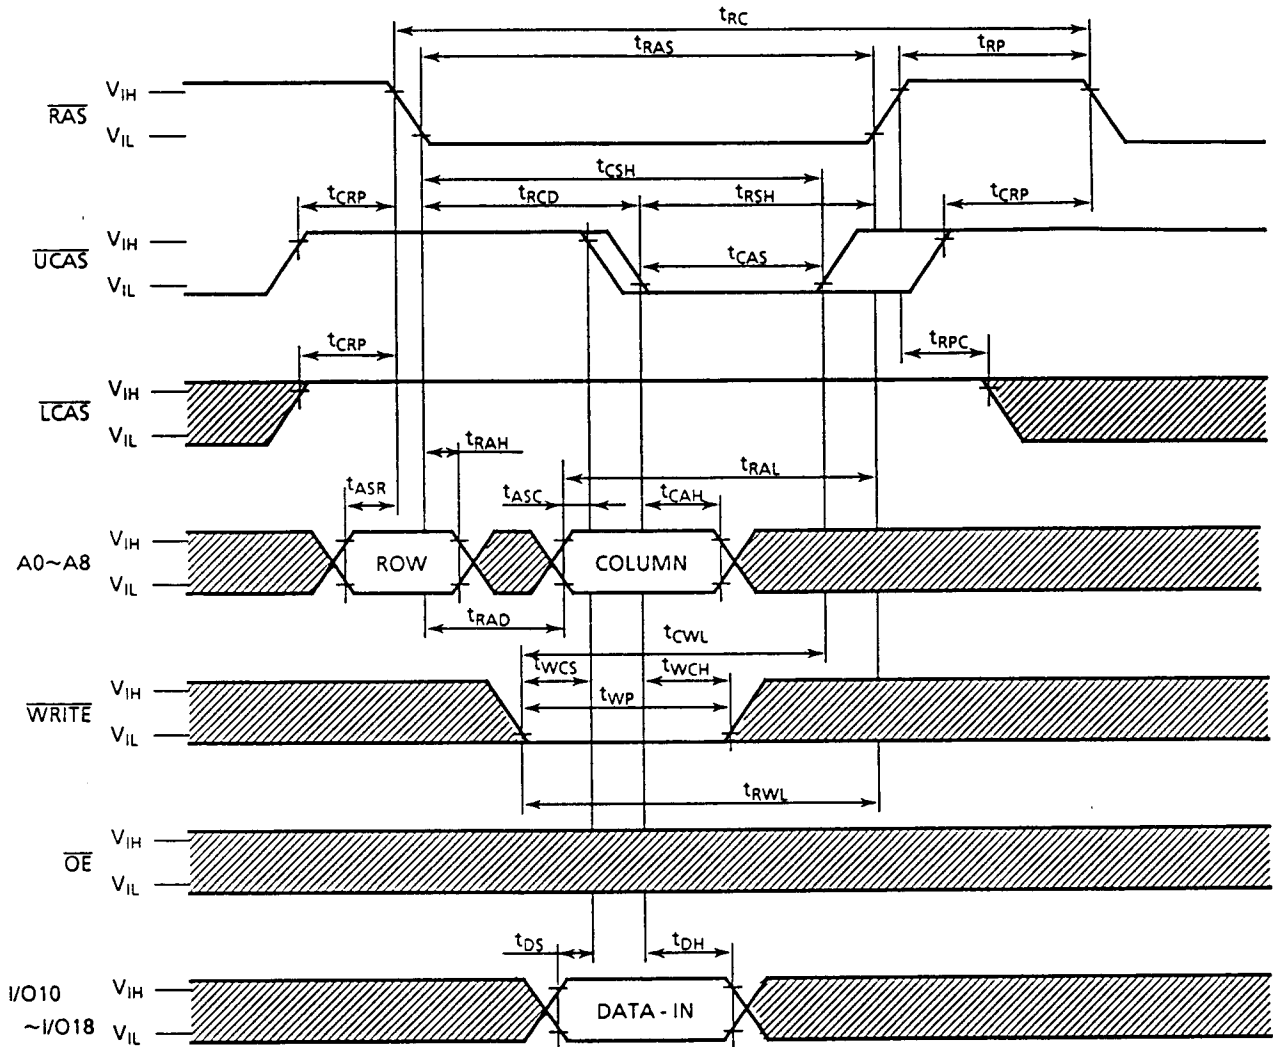 tRC
tRAS
tRP
RAS
VIH
VIL
tCSH
tCRP
tRCD
tRSH
tCRP
UCAS
VIH
VIL
tCAS
tCRP
tRPC
LCAS
VIH
VIL
tRAH
tRAL
tASR
tASC
tCAH
A0~A8
VIH
VIL
ROW
COLUMN
tRAD
tCWL
tWCS
tWCH
WRITE
VIH
VIL
tWP
tRWL
OE
VIH
VIL
tDS
tDH
I/O10
~I/O18
VIH
VIL
DATA - IN